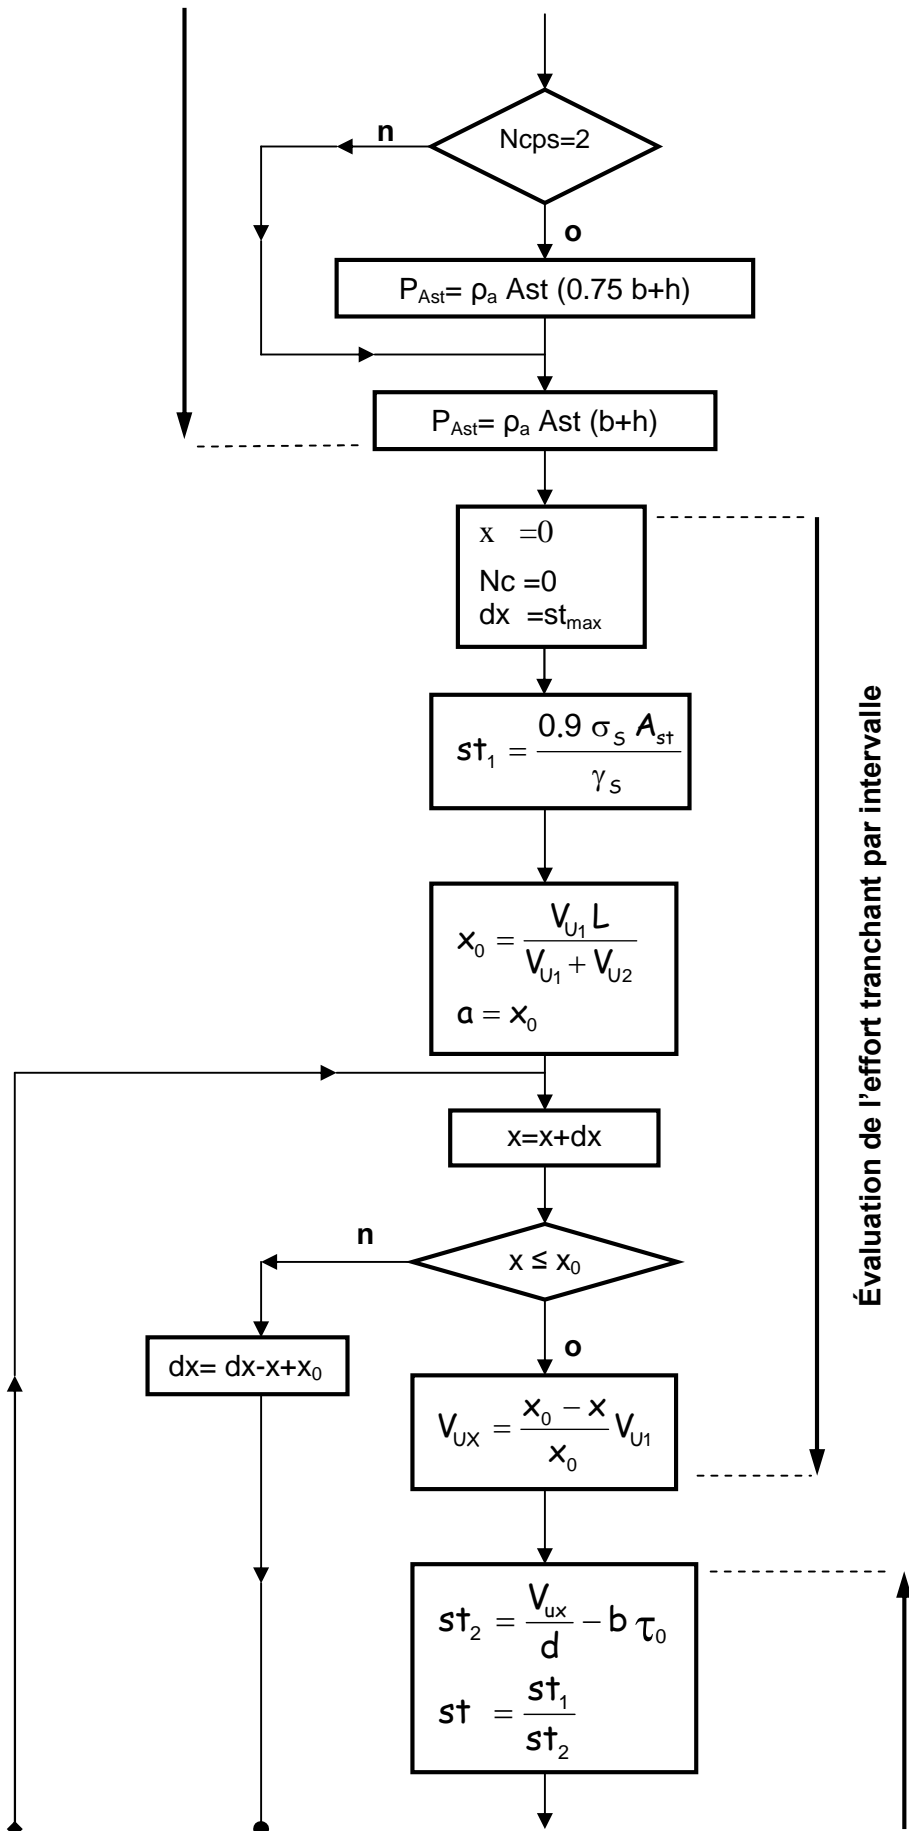 Ncps=2
n
o
P_Ast= ρ_a Ast (0.75 b+h)
P_Ast= ρ_a Ast (b+h)
x =0
Nc =0
dx =st_max
st_1 = 0.9 σ_S A_st / γ_S
x_0 = V_U1 L / (V_U1 + V_U2)
a = x_0
x=x+dx
n
x ≤ x_0
o
dx= dx-x+x_0
V_UX = (x_0 − x) / x_0 V_U1
st_2 = V_ux / d − b τ_0
st = st_1 / st_2
Évaluation de l'effort tranchant par intervalle